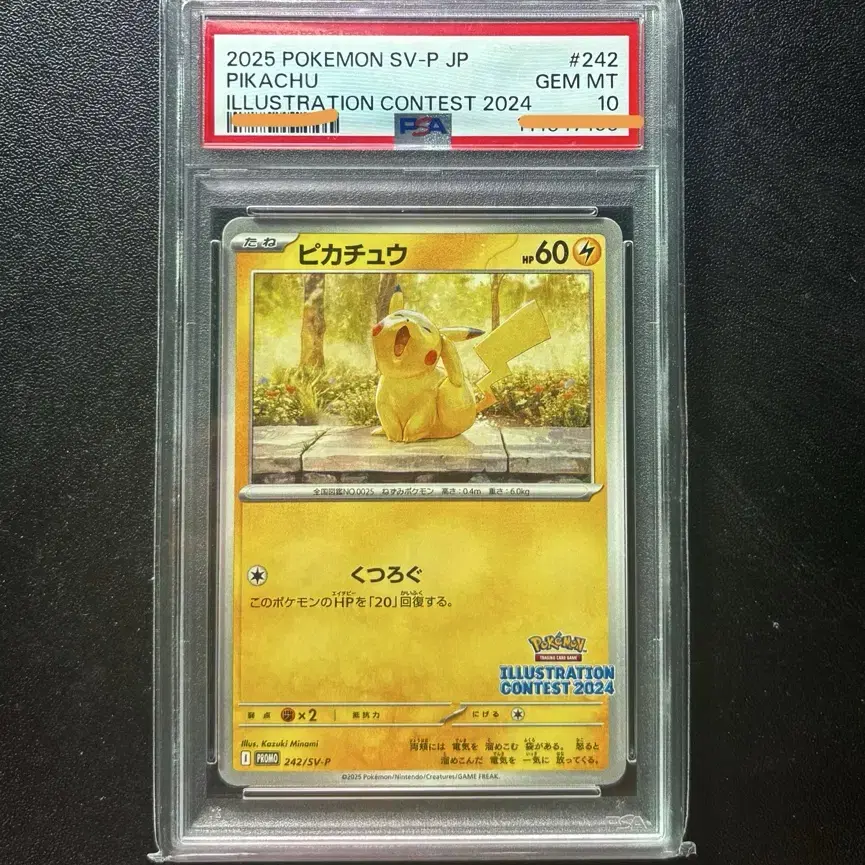 2025 POKEMON SV-P JP #242
PIKACHU GEM MT
ILLUSTRATION CONTEST 2024 10
PSA
たね ピカチュウ HP60
全国図鑑NO.0025 ねずみポケモン 高さ:0.4m 重さ:6.0kg
くつろぐ
このポケモンのHPを「20」回復する。
Pokémon
TRADING CARD GAME
ILLUSTRATION
CONTEST 2024
弱点 ×2 抵抗力 にげる
Illus. Kazuki Minami
両頬には 電気を 溜めこむ 袋がある。 怒ると
溜めこんだ 電気を 一気に 放ってくる。
I PROMO 242/SV-P
©2025 Pokémon/Nintendo/Creatures/GAME FREAK.